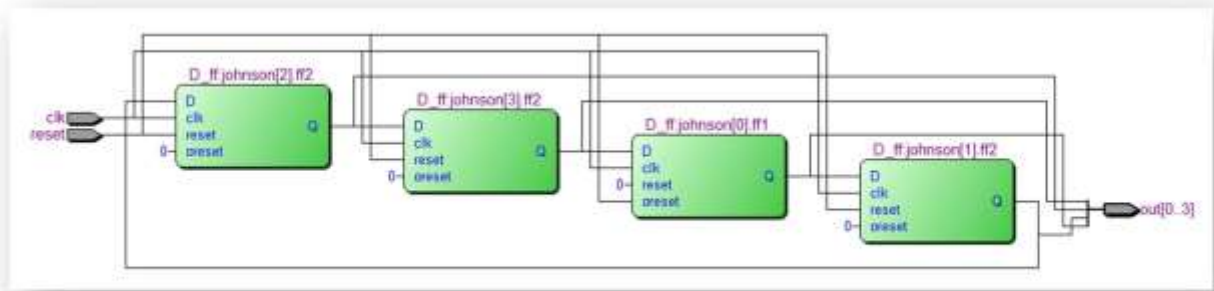 D_ff:johnson[2].ff2
D
clk
reset
preset
Q
clk
reset
0
D_ff:johnson[3].ff2
D
clk
reset
preset
Q
0
D_ff:johnson[0].ff1
D
clk
reset
preset
Q
0
D_ff:johnson[1].ff2
D
clk
reset
preset
Q
0
out[0..3]